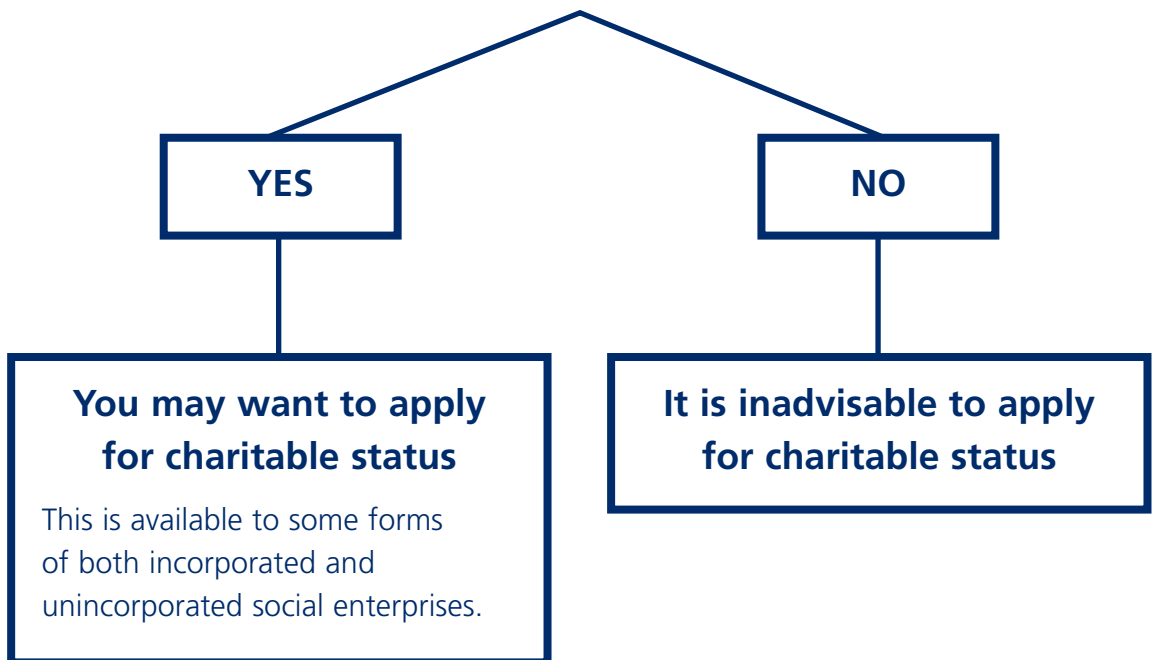 YES
NO
You may want to apply
for charitable status
This is available to some forms
of both incorporated and
unincorporated social enterprises.
It is inadvisable to apply
for charitable status